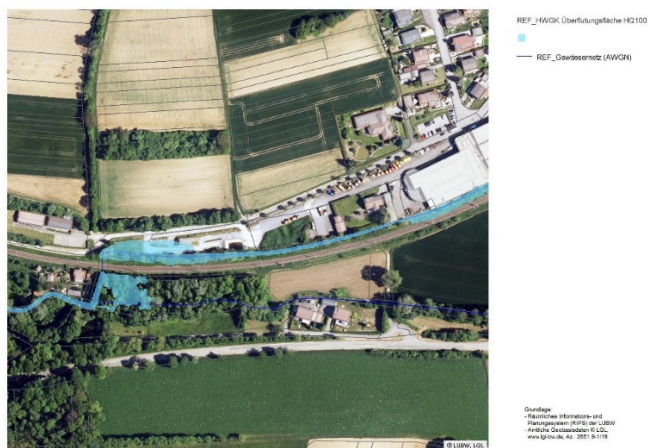 REF_HWGK Überflutungsfläche HQ100
REF_Gewässernetz (AWGN)
Grundlage:
- Räumliches Informations- und
Planungssystem (RIPS) der LUBW
- Amtliche Geobasisdaten © LGL,
www.lgl-bw.de, Az.: 2851.9-1/19
© LUBW, LGL